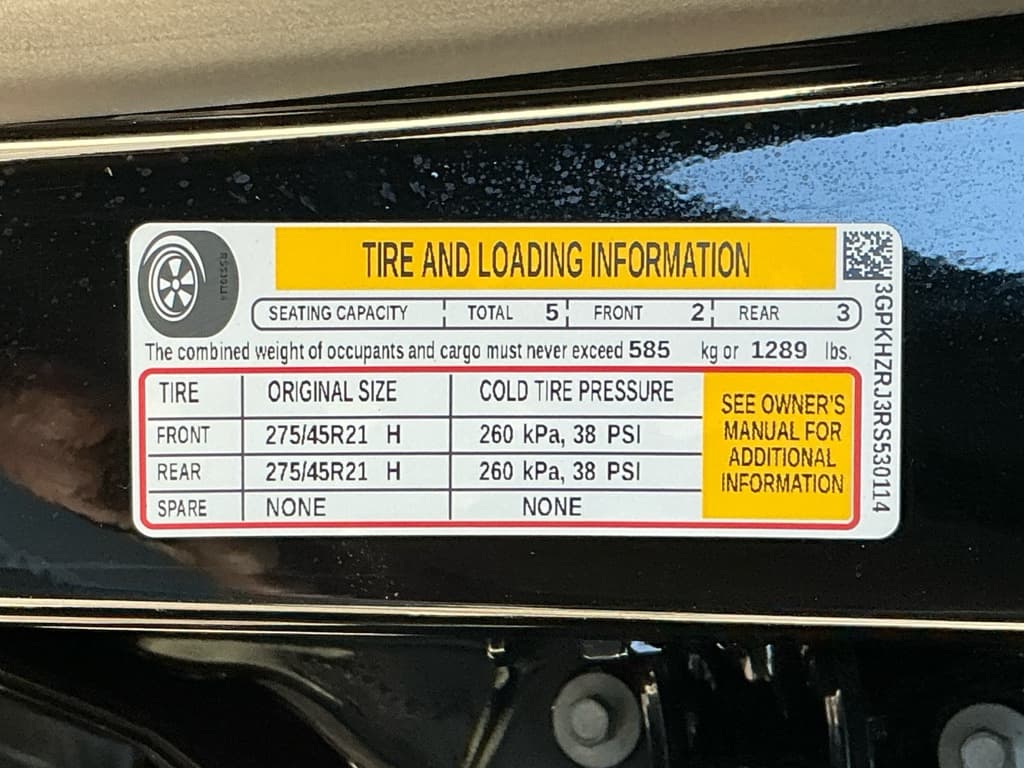 TIRE AND LOADING INFORMATION
SEATING CAPACITY TOTAL 5 FRONT 2 REAR 3
The combined weight of occupants and cargo must never exceed 585 kg or 1289 lbs.
TIRE ORIGINAL SIZE COLD TIRE PRESSURE
FRONT 275/45R21 H 260 kPa, 38 PSI
REAR 275/45R21 H 260 kPa, 38 PSI
SPARE NONE NONE
SEE OWNER'S
MANUAL FOR
ADDITIONAL
INFORMATION
3GPKHZRJ3RS530114